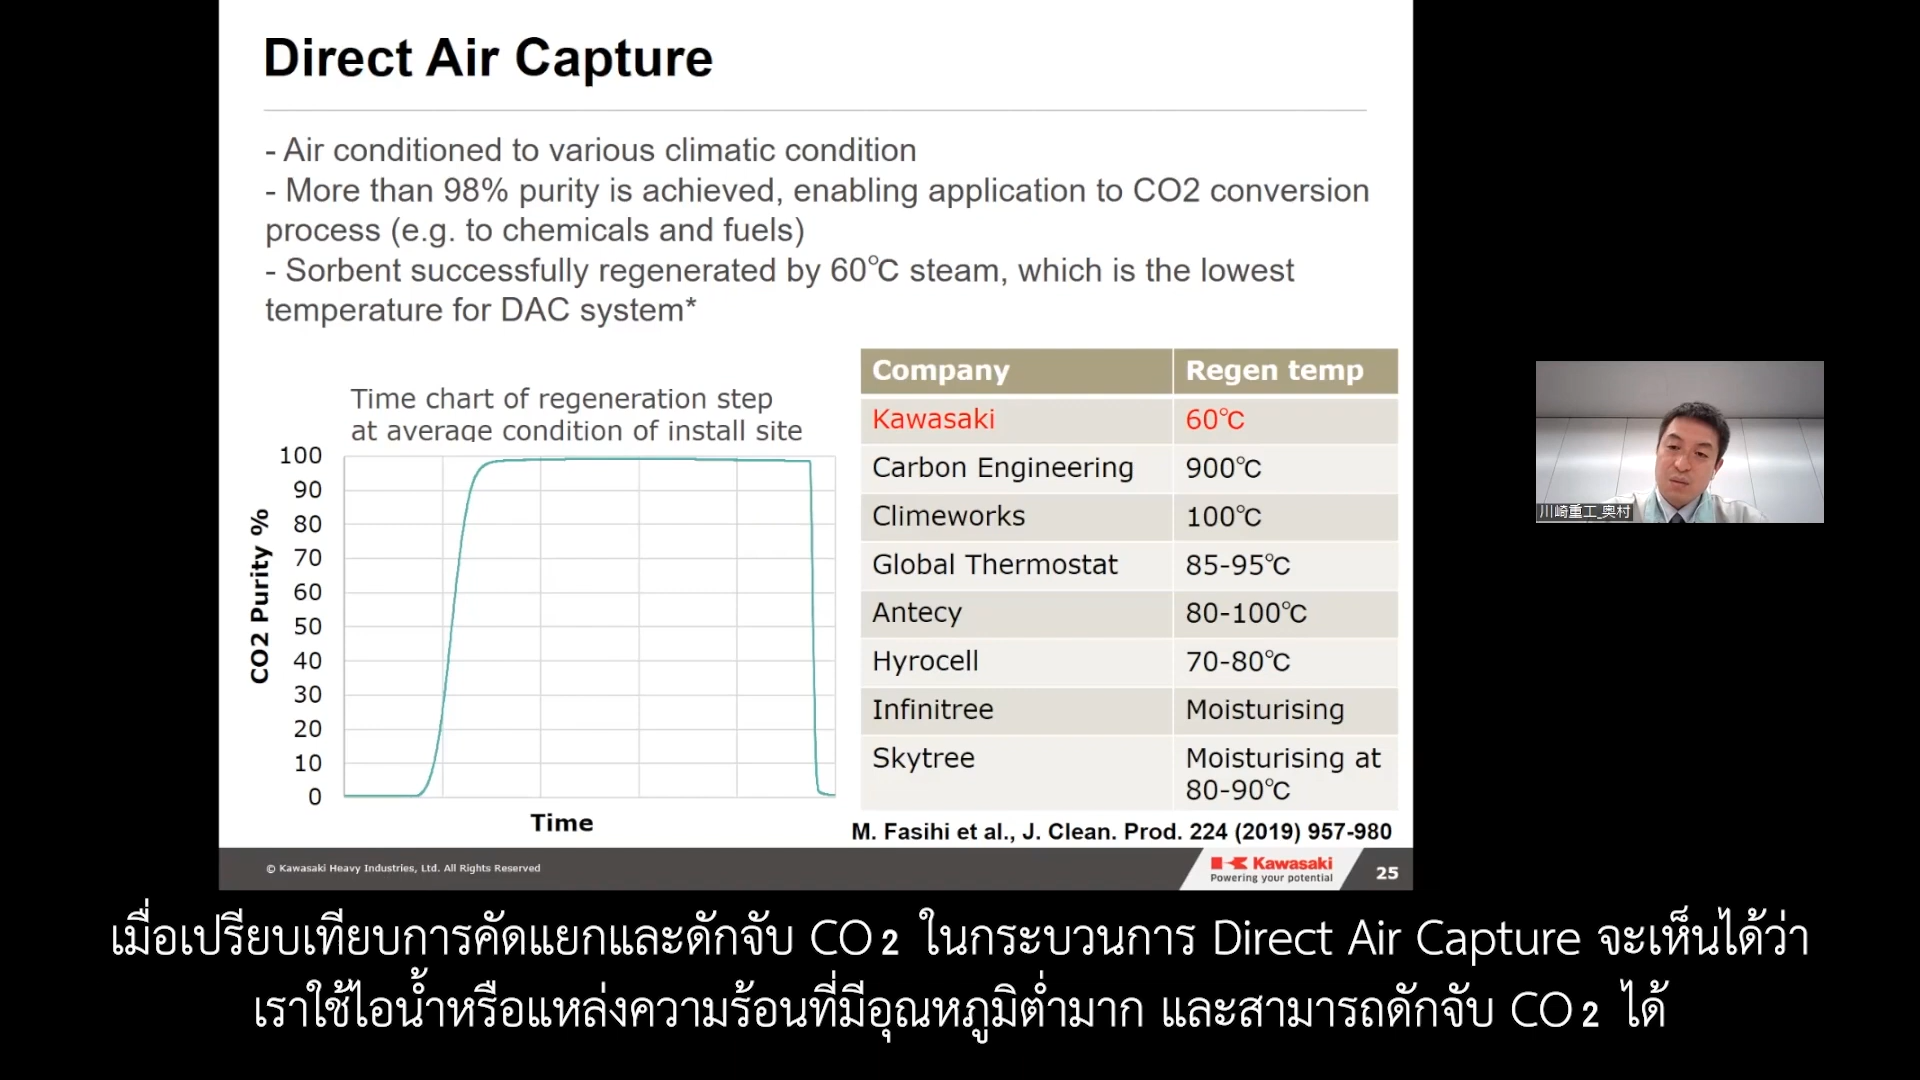 Direct Air Capture
- Air conditioned to various climatic condition
- More than 98% purity is achieved, enabling application to CO2 conversion
process (e.g. to chemicals and fuels)
- Sorbent successfully regenerated by 60℃ steam, which is the lowest
temperature for DAC system*
Time chart of regeneration step
at average condition of install site
CO2 Purity %
100
90
80
70
60
50
40
30
20
10
0
Time
Company Regen temp
Kawasaki 60℃
Carbon Engineering 900℃
Climeworks 100℃
Global Thermostat 85-95℃
Antecy 80-100℃
Hyrocell 70-80℃
Infinitree Moisturising
Skytree Moisturising at
80-90℃
M. Fasihi et al., J. Clean. Prod. 224 (2019) 957-980
© Kawasaki Heavy Industries, Ltd. All Rights Reserved
Kawasaki
Powering your potential
25
川崎重工_奥村
เมื่อเปรียบเทียบการคัดแยกและดักจับ CO2 ในกระบวนการ Direct Air Capture จะเห็นได้ว่า
เราใช้ไอน้ำหรือแหล่งความร้อนที่มีอุณหภูมิต่ำมาก และสามารถดักจับ CO2 ได้